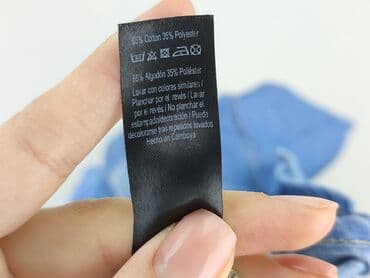 65% Cotton 35% Polyester
65% Algodón 35% Poliéster
Lavar con colores similares /
Planchar por el revés / Lavar
por el revés / No planchar el
estampado/decoración / Puede
decolorarse tras repetidos lavados
Hecho en Camboya